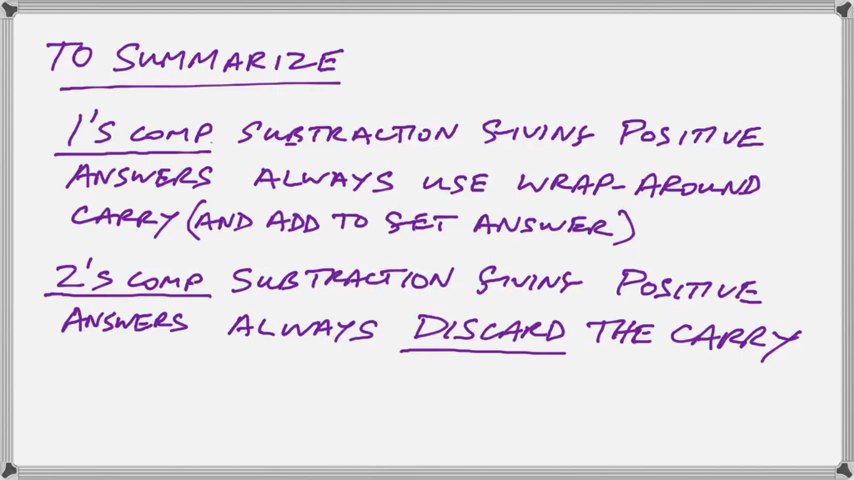 TO SUMMARIZE
1'S COMP SUBTRACTION GIVING POSITIVE
ANSWERS ALWAYS USE WRAP-AROUND
CARRY (AND ADD TO GET ANSWER)
2'S COMP SUBTRACTION GIVING POSITIVE
ANSWERS ALWAYS DISCARD THE CARRY